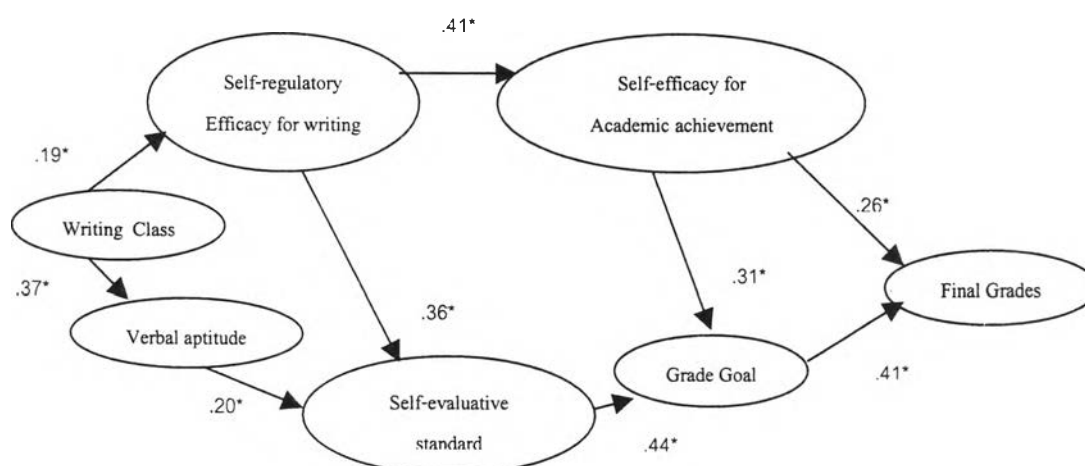 .41*
Self-regulatory
Efficacy for writing
Self-efficacy for
Academic achievement
.19*
Writing Class
.26*
.37*
.31*
Final Grades
Verbal aptitude
.36*
Grade Goal
.41*
.20*
Self-evaluative
standard
.44*